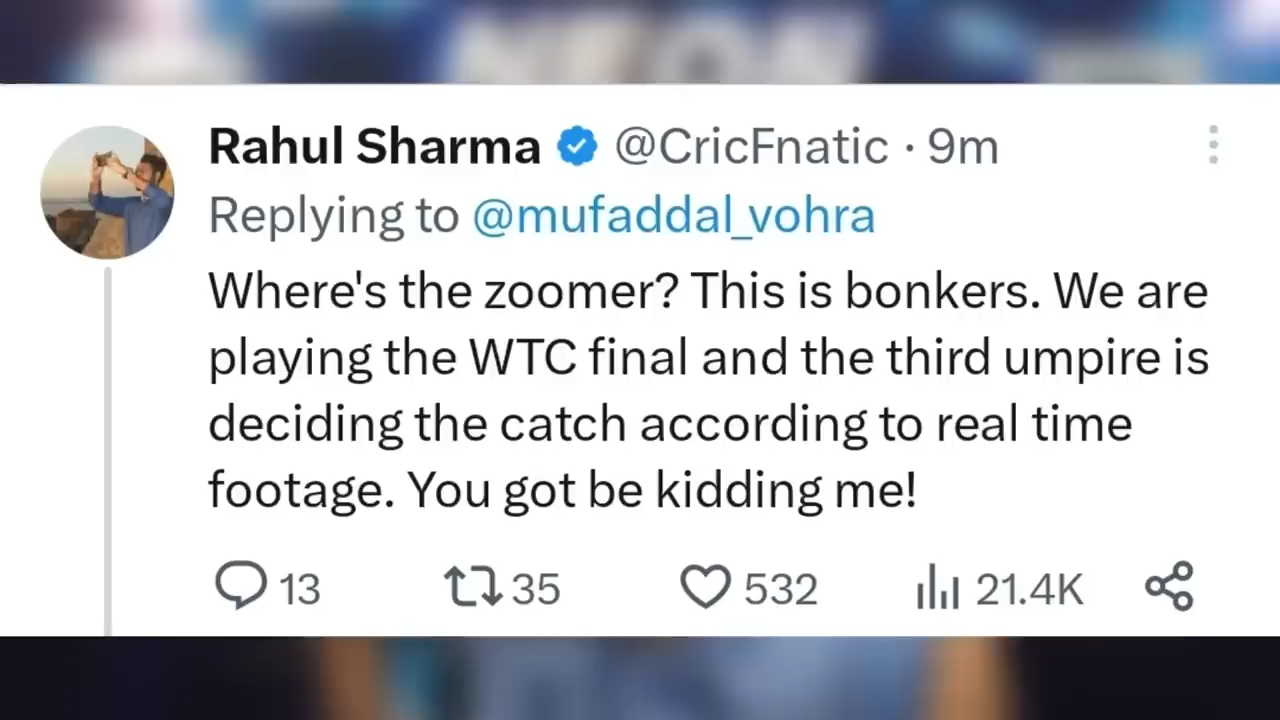 Rahul Sharma @CricFnatic · 9m
Replying to @mufaddal_vohra
Where's the zoomer? This is bonkers. We are
playing the WTC final and the third umpire is
deciding the catch according to real time
footage. You got be kidding me!
13 35 532 21.4K